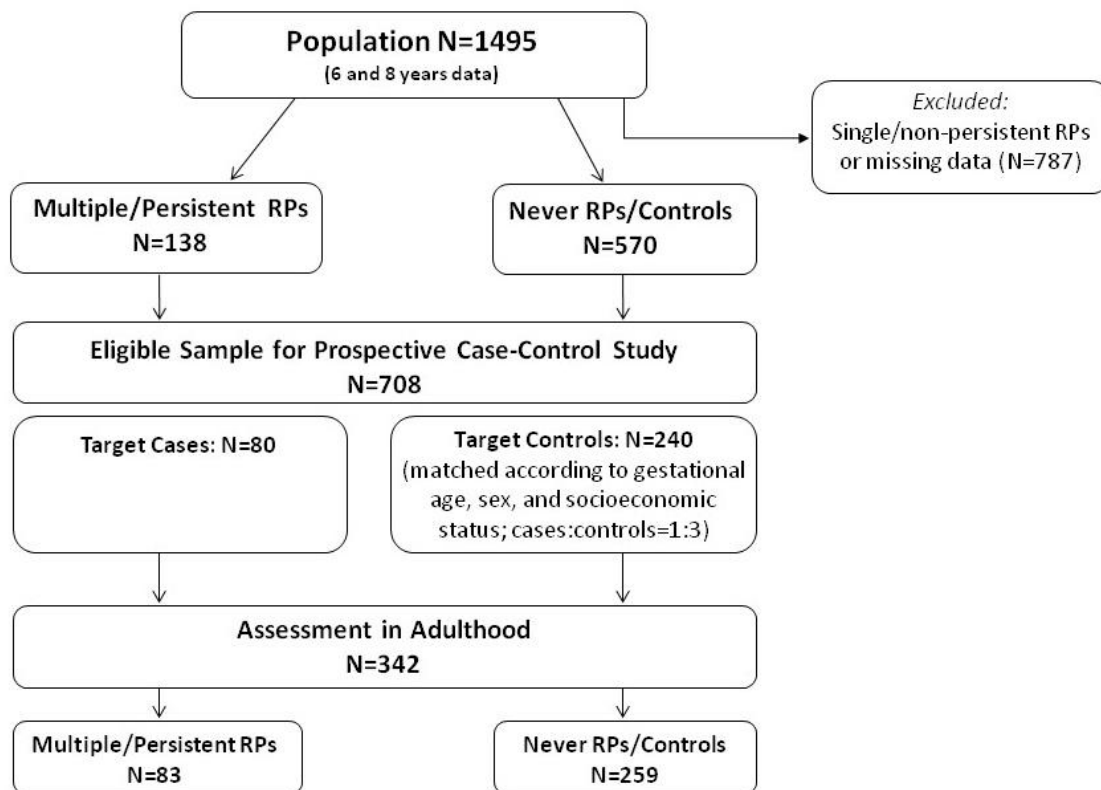 Population N=1495
(6 and 8 years data)
Excluded:
Single/non-persistent RPs
or missing data (N=787)
Multiple/Persistent RPs
N=138
Never RPs/Controls
N=570
Eligible Sample for Prospective Case-Control Study
N=708
Target Cases: N=80
Target Controls: N=240
(matched according to gestational
age, sex, and socioeconomic
status; cases:controls=1:3)
Assessment in Adulthood
N=342
Multiple/Persistent RPs
N=83
Never RPs/Controls
N=259